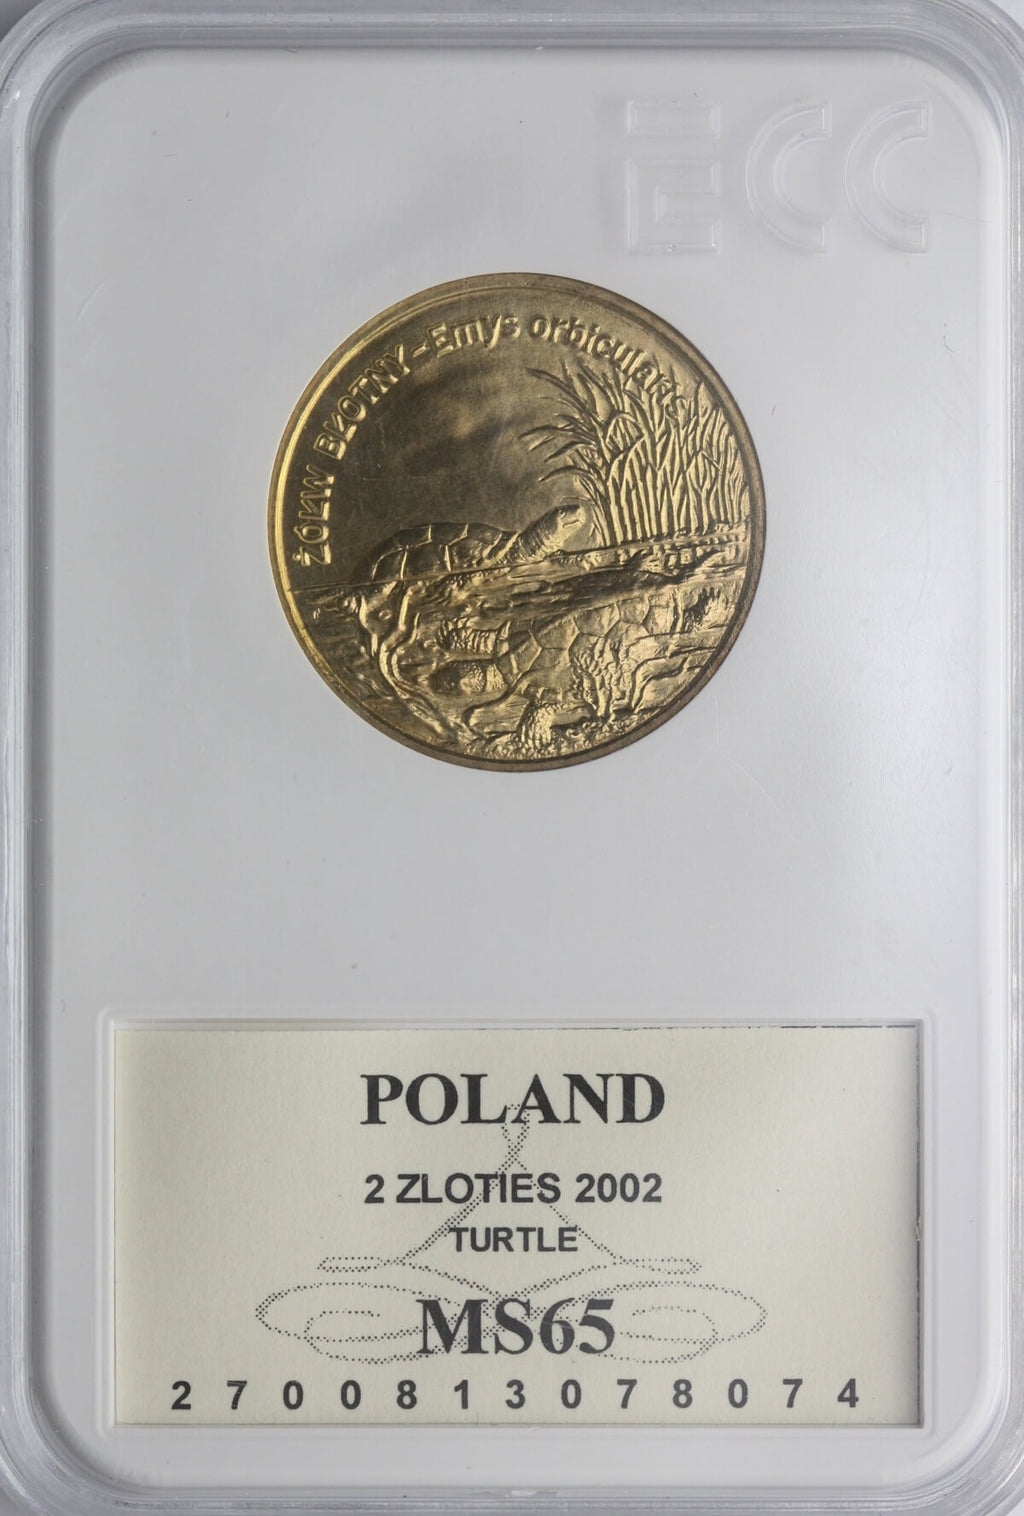 ECC
ŻÓŁW BŁOTNY - Emys orbicularis
POLAND
2 ZLOTIES 2002
TURTLE
MS65
2700813078074